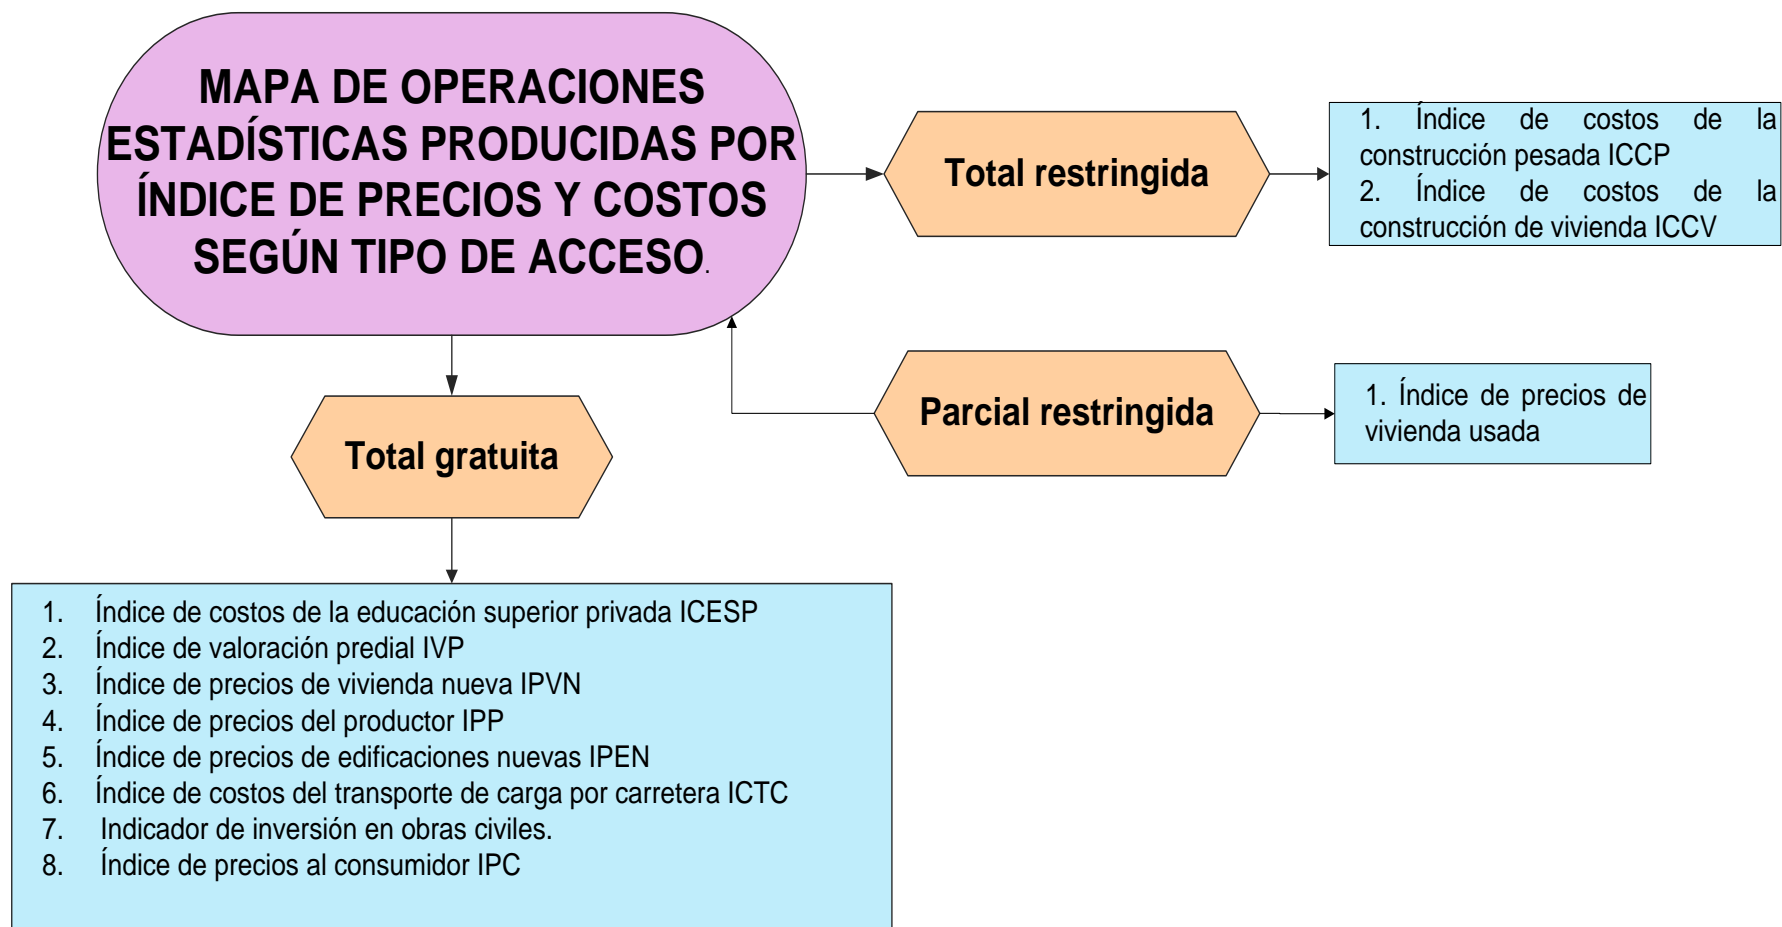 MAPA DE OPERACIONES
ESTADÍSTICAS PRODUCIDAS POR
ÍNDICE DE PRECIOS Y COSTOS
SEGÚN TIPO DE ACCESO.
Total restringida
1. Índice de costos de la
construcción pesada ICCP
2. Índice de costos de la
construcción de vivienda ICCV
Parcial restringida
1. Índice de precios de
vivienda usada
Total gratuita
1. Índice de costos de la educación superior privada ICESP
2. Índice de valoración predial IVP
3. Índice de precios de vivienda nueva IPVN
4. Índice de precios del productor IPP
5. Índice de precios de edificaciones nuevas IPEN
6. Índice de costos del transporte de carga por carretera ICTC
7. Indicador de inversión en obras civiles.
8. Índice de precios al consumidor IPC